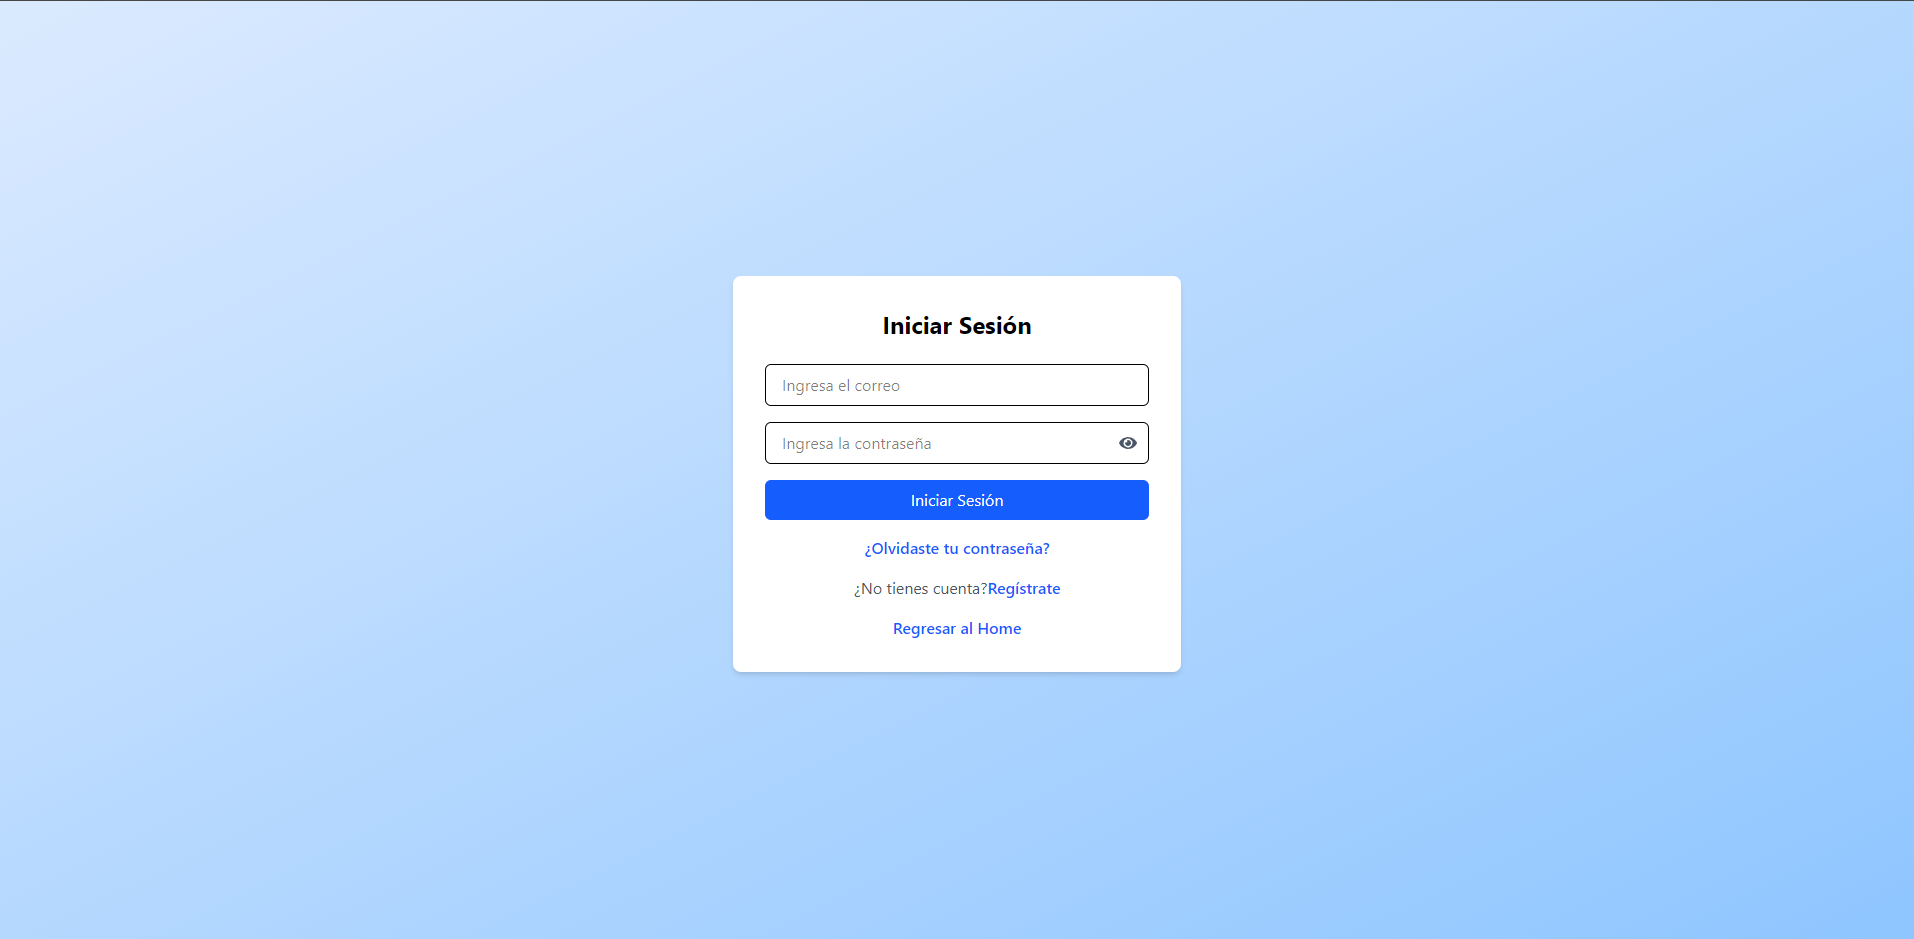 Iniciar Sesión
Ingresa el correo
Ingresa la contraseña
Iniciar Sesión
¿Olvidaste tu contraseña?
¿No tienes cuenta?Regístrate
Regresar al Home